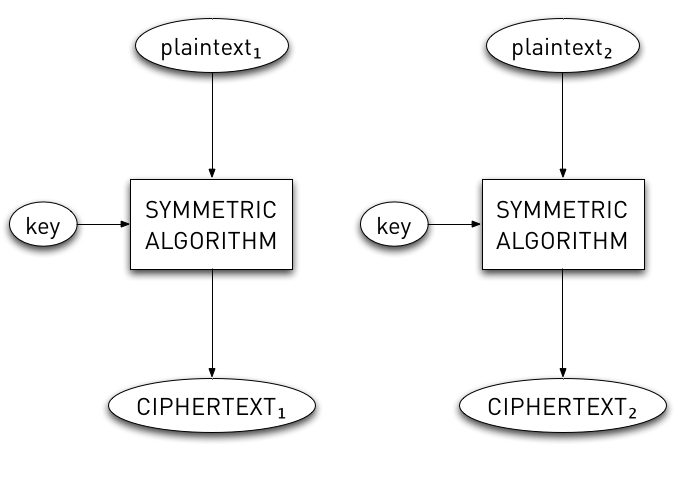 plaintext₁
plaintext₂
key
SYMMETRIC
ALGORITHM
key
SYMMETRIC
ALGORITHM
CIPHERTEXT₁
CIPHERTEXT₂